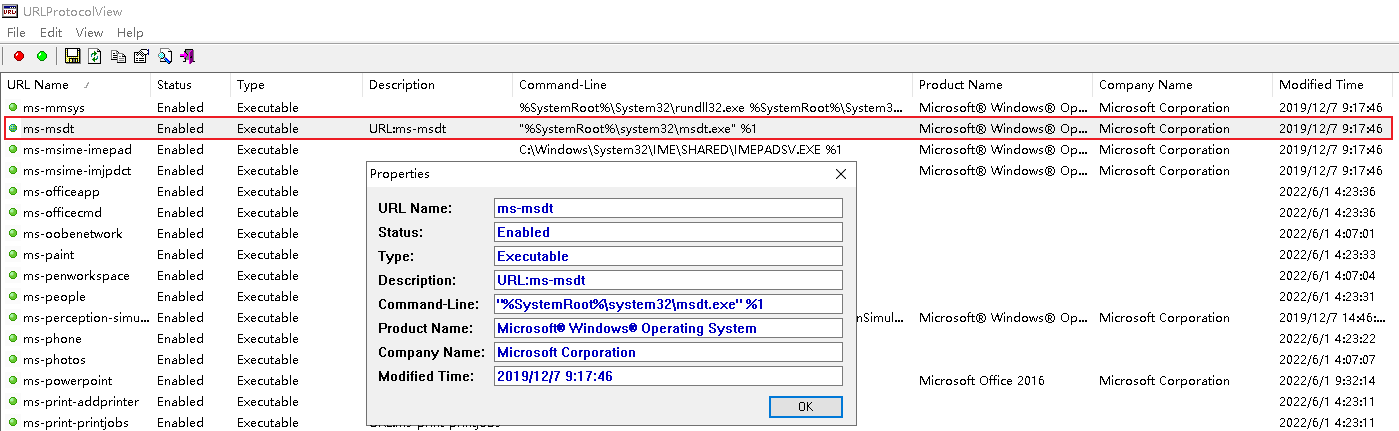 URLProtocolView
File Edit View Help
URL Name Status Type Description Command-Line Product Name Company Name Modified Time
ms-mmsys Enabled Executable %SystemRoot%\System32\rundll32.exe %SystemRoot%\System3... Microsoft® Windows® Op... Microsoft Corporation 2019/12/7 9:17:46
ms-msdt Enabled Executable URL:ms-msdt "%SystemRoot%\system32\msdt.exe" %1 Microsoft® Windows® Op... Microsoft Corporation 2019/12/7 9:17:46
ms-msime-imepad Enabled Executable C:\Windows\System32\IME\SHARED\IMEPADSV.EXE %1 Microsoft® Windows® Op... Microsoft Corporation 2019/12/7 9:17:46
ms-msime-imjpdct Enabled Executable Microsoft® Windows® Op... Microsoft Corporation 2019/12/7 9:17:46
ms-officeapp Enabled Executable 2022/6/1 4:23:36
ms-officecmd Enabled Executable 2022/6/1 4:23:36
ms-oobenetwork Enabled Executable 2022/6/1 4:07:01
ms-paint Enabled Executable 2022/6/1 4:23:33
ms-penworkspace Enabled Executable 2022/6/1 4:07:04
ms-people Enabled Executable 2022/6/1 4:23:31
ms-perception-simu... Enabled Executable nSimul... Microsoft® Windows® Op... Microsoft Corporation 2019/12/7 14:46:...
ms-phone Enabled Executable 2022/6/1 4:23:22
ms-photos Enabled Executable 2022/6/1 4:07:07
ms-powerpoint Enabled Executable Microsoft Office 2016 Microsoft Corporation 2022/6/1 9:32:14
ms-print-addprinter Enabled Executable 2022/6/1 4:23:11
ms-print-printjobs Enabled Executable URL:ms-print-printjobs 2022/6/1 4:23:11
Properties
URL Name: ms-msdt
Status: Enabled
Type: Executable
Description: URL:ms-msdt
Command-Line: "%SystemRoot%\system32\msdt.exe" %1
Product Name: Microsoft® Windows® Operating System
Company Name: Microsoft Corporation
Modified Time: 2019/12/7 9:17:46
OK